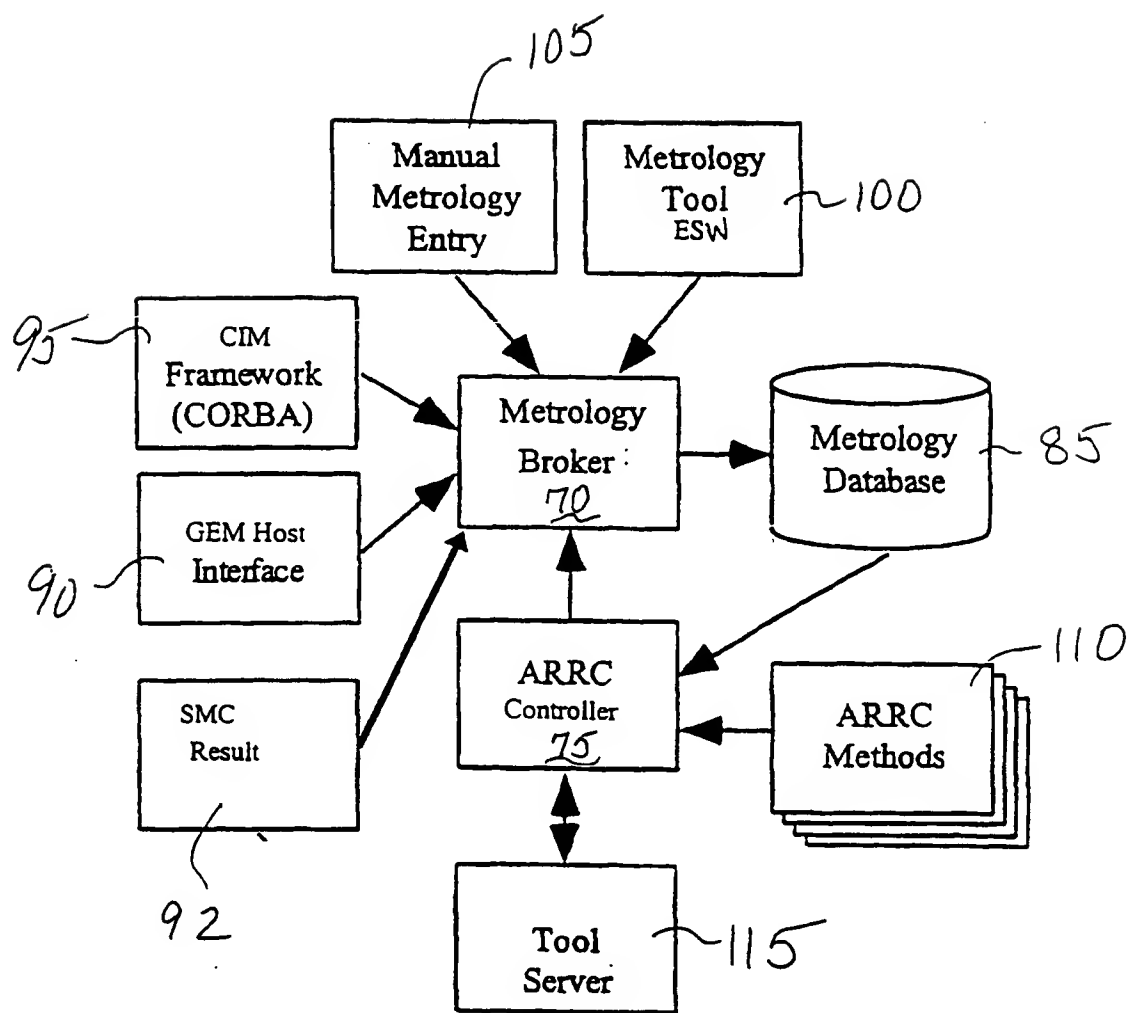 105
Manual
Metrology
Entry
Metrology
Tool
ESW
100
95
CIM
Framework
(CORBA)
Metrology
Broker
70
Metrology
Database
85
90
GEM Host
Interface
ARRC
Controller
75
110
ARRC
Methods
SMC
Result
92
Tool
Server
115